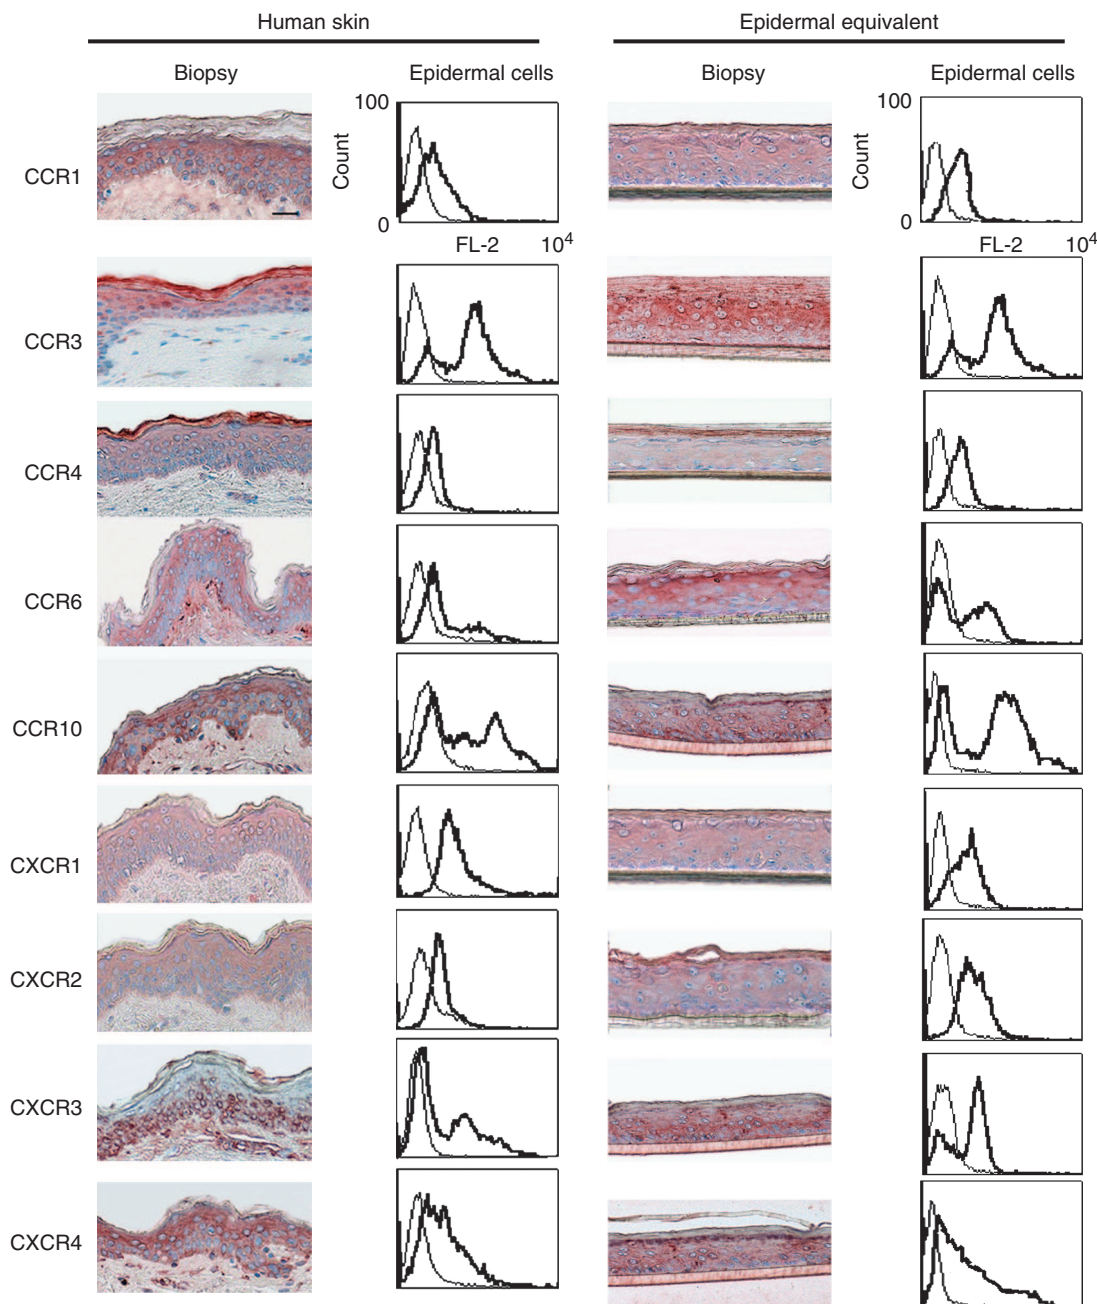 Human skin Epidermal equivalent
Biopsy Epidermal cells Biopsy Epidermal cells
100 100
Count Count
CCR1
0 0
FL-2 10⁴ FL-2 10⁴
CCR3
CCR4
CCR6
CCR10
CXCR1
CXCR2
CXCR3
CXCR4